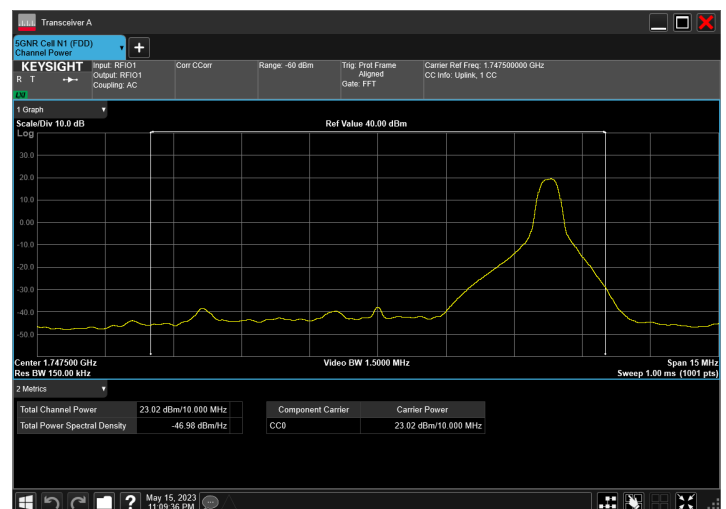 Transceiver A
5GNR Cell N1 (FDD)
Channel Power
KEYSIGHT
R T
LXI
Input: RFIO1
Output: RFIO1
Coupling: AC
Corr CCorr
Range: -60 dBm
Trig: Prot Frame
Aligned
Gate: FFT
Carrier Ref Freq: 1.747500000 GHz
CC Info: Uplink, 1 CC
1 Graph
Scale/Div 10.0 dB
Ref Value 40.00 dBm
Log
30.0
20.0
10.0
0.00
-10.0
-20.0
-30.0
-40.0
-50.0
Center 1.747500 GHz
Video BW 1.5000 MHz
Span 15 MHz
Res BW 150.00 kHz
Sweep 1.00 ms (1001 pts)
2 Metrics
Total Channel Power 23.02 dBm/10.000 MHz
Total Power Spectral Density -46.98 dBm/Hz
Component Carrier Carrier Power
CC0 23.02 dBm/10.000 MHz
?
May 15, 2023
11:09:36 PM